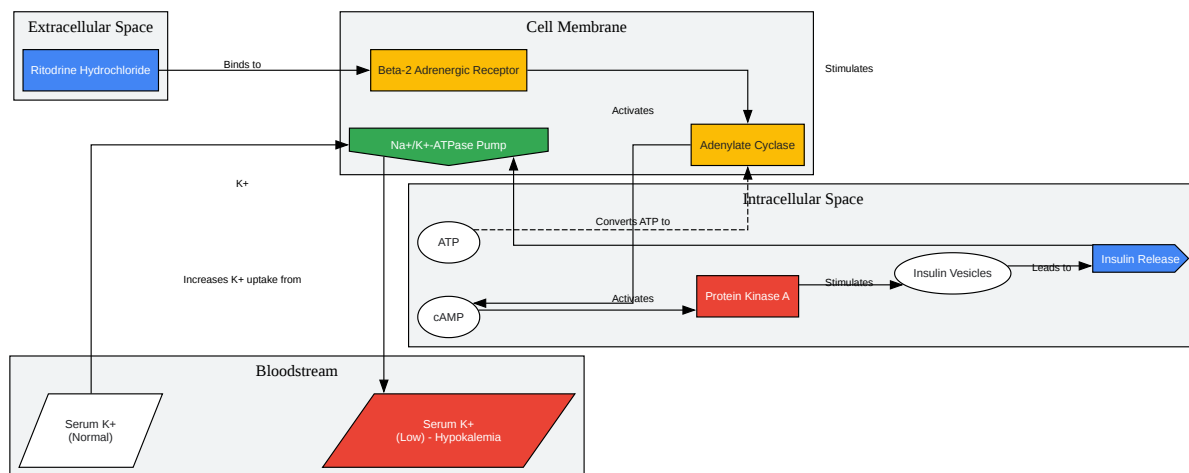 Extracellular Space
Cell Membrane
Ritodrine Hydrochloride
Binds to
Beta-2 Adrenergic Receptor
Stimulates
Activates
Na+/K+-ATPase Pump
Adenylate Cyclase
K+
Intracellular Space
Converts ATP to
ATP
Insulin Vesicles
Leads to
Insulin Release
Increases K+ uptake from
Stimulates
Protein Kinase A
Activates
cAMP
Bloodstream
Serum K+
(Normal)
Serum K+
(Low) - Hypokalemia